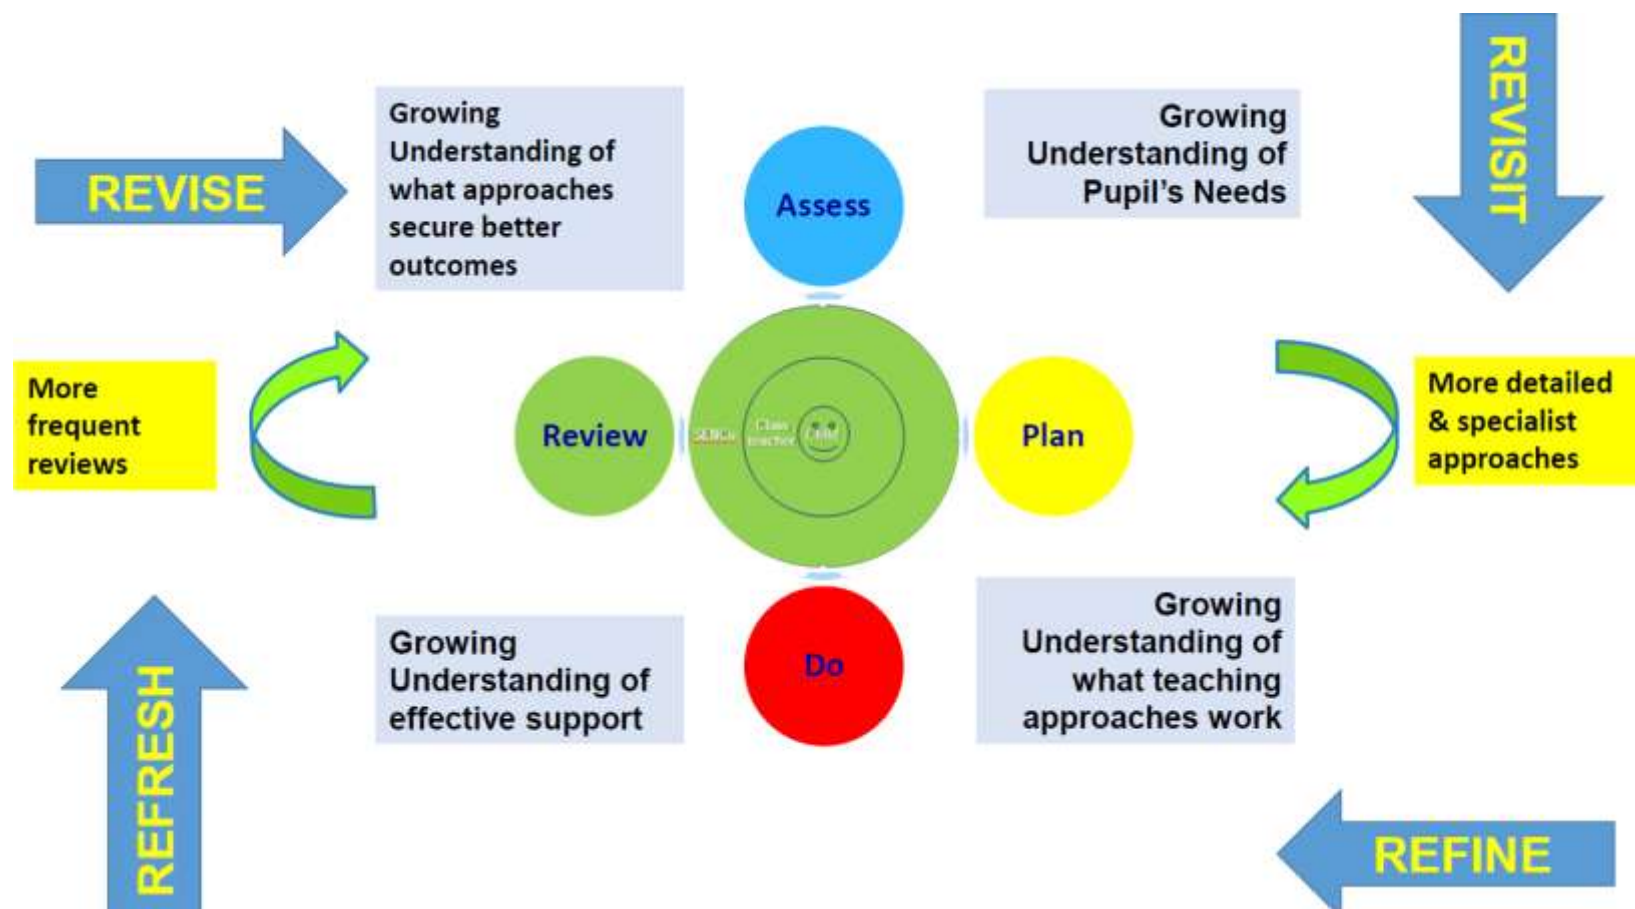 REVISE
Growing
Understanding of
what approaches
secure better
outcomes
Assess
Growing
Understanding of
Pupil's Needs
REVISIT
More
frequent
reviews
Review
SENCo
Class
teacher
Child
Plan
More detailed
& specialist
approaches
REFRESH
Growing
Understanding of
effective support
Do
Growing
Understanding of
what teaching
approaches work
REFINE